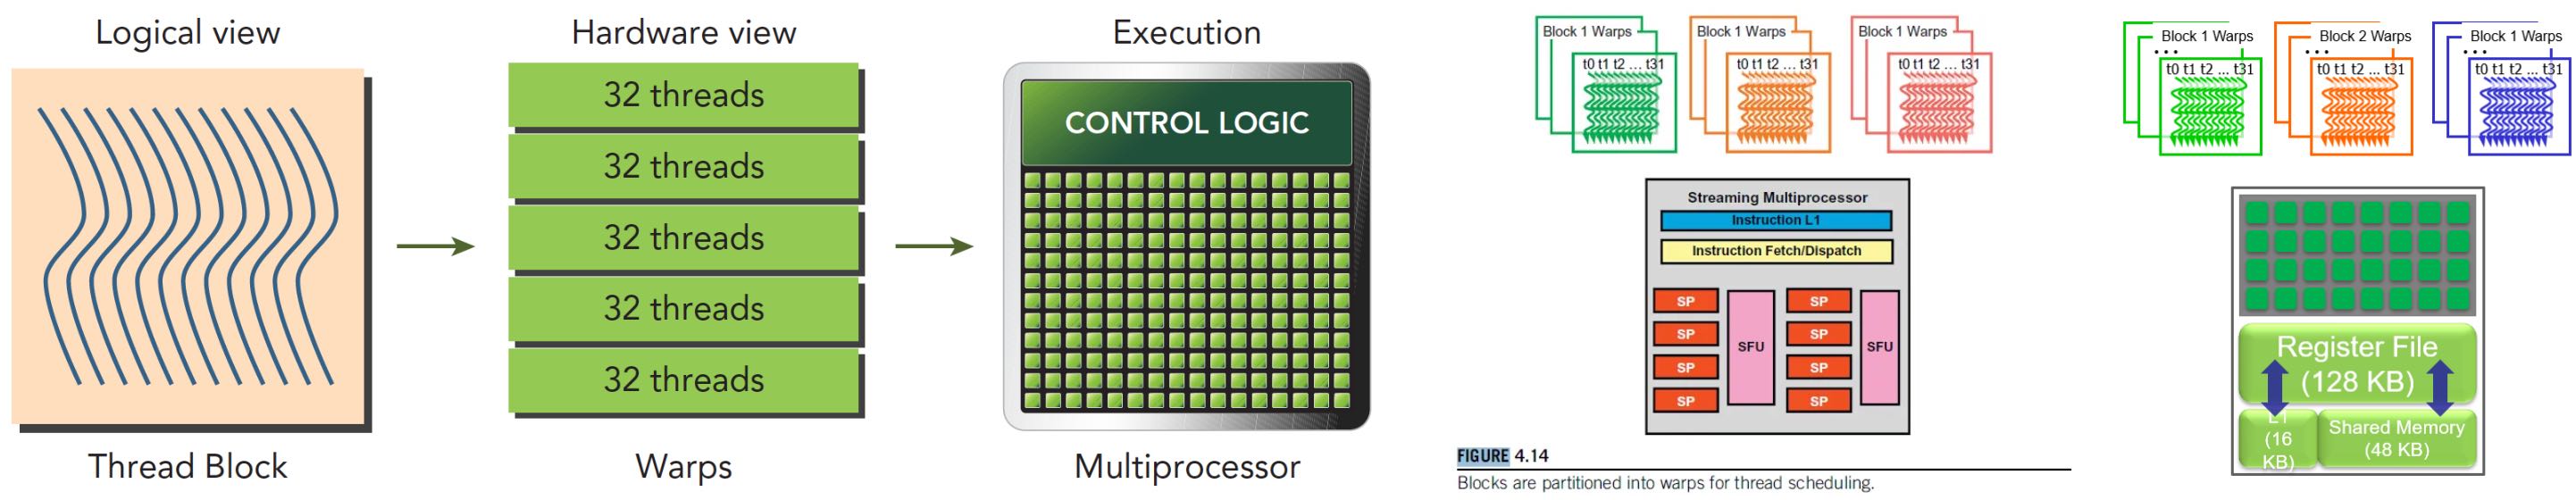 Logical view
Thread Block
Hardware view
32 threads
32 threads
32 threads
32 threads
32 threads
Warps
Execution
CONTROL LOGIC
Multiprocessor
Block 1 Warps
t0 t1 t2 ... t31
Block 1 Warps
t0 t1 t2 ... t31
Block 1 Warps
t0 t1 t2 ... t31
Streaming Multiprocessor
Instruction L1
Instruction Fetch/Dispatch
SP
SP
SP
SP
SFU
SP
SP
SP
SP
SFU
FIGURE 4.14
Blocks are partitioned into warps for thread scheduling.
Block 1 Warps
...
t0 t1 t2 ... t31
Block 2 Warps
...
t0 t1 t2 ... t31
Block 1 Warps
...
t0 t1 t2 ... t31
Register File
(128 KB)
L1
(16
KB)
Shared Memory
(48 KB)